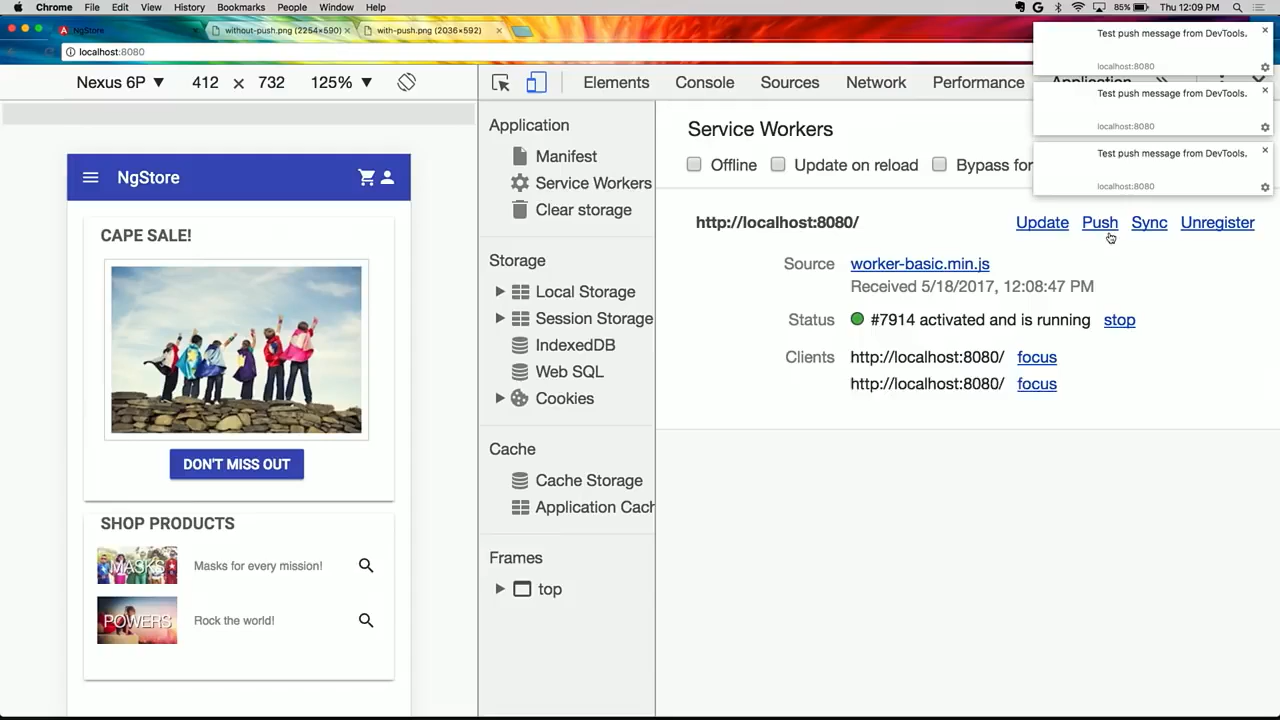 Chrome File Edit View History Bookmarks People Window Help
85% Thu 12:09 PM
NgStore
without-push.png (2254×590)
with-push.png (2036×592)
localhost:8080
Test push message from DevTools.
localhost:8080
Test push message from DevTools.
localhost:8080
Test push message from DevTools.
localhost:8080
Nexus 6P ▼ 412 × 732 125% ▼
Elements Console Sources Network Performance Application
NgStore
CAPE SALE!
DON'T MISS OUT
SHOP PRODUCTS
MASKS
Masks for every mission!
POWERS
Rock the world!
Application
Manifest
Service Workers
Clear storage
Storage
Local Storage
Session Storage
IndexedDB
Web SQL
Cookies
Cache
Cache Storage
Application Cach
Frames
top
Service Workers
Offline Update on reload Bypass for
http://localhost:8080/ Update Push Sync Unregister
Source worker-basic.min.js
Received 5/18/2017, 12:08:47 PM
Status #7914 activated and is running stop
Clients http://localhost:8080/ focus
http://localhost:8080/ focus